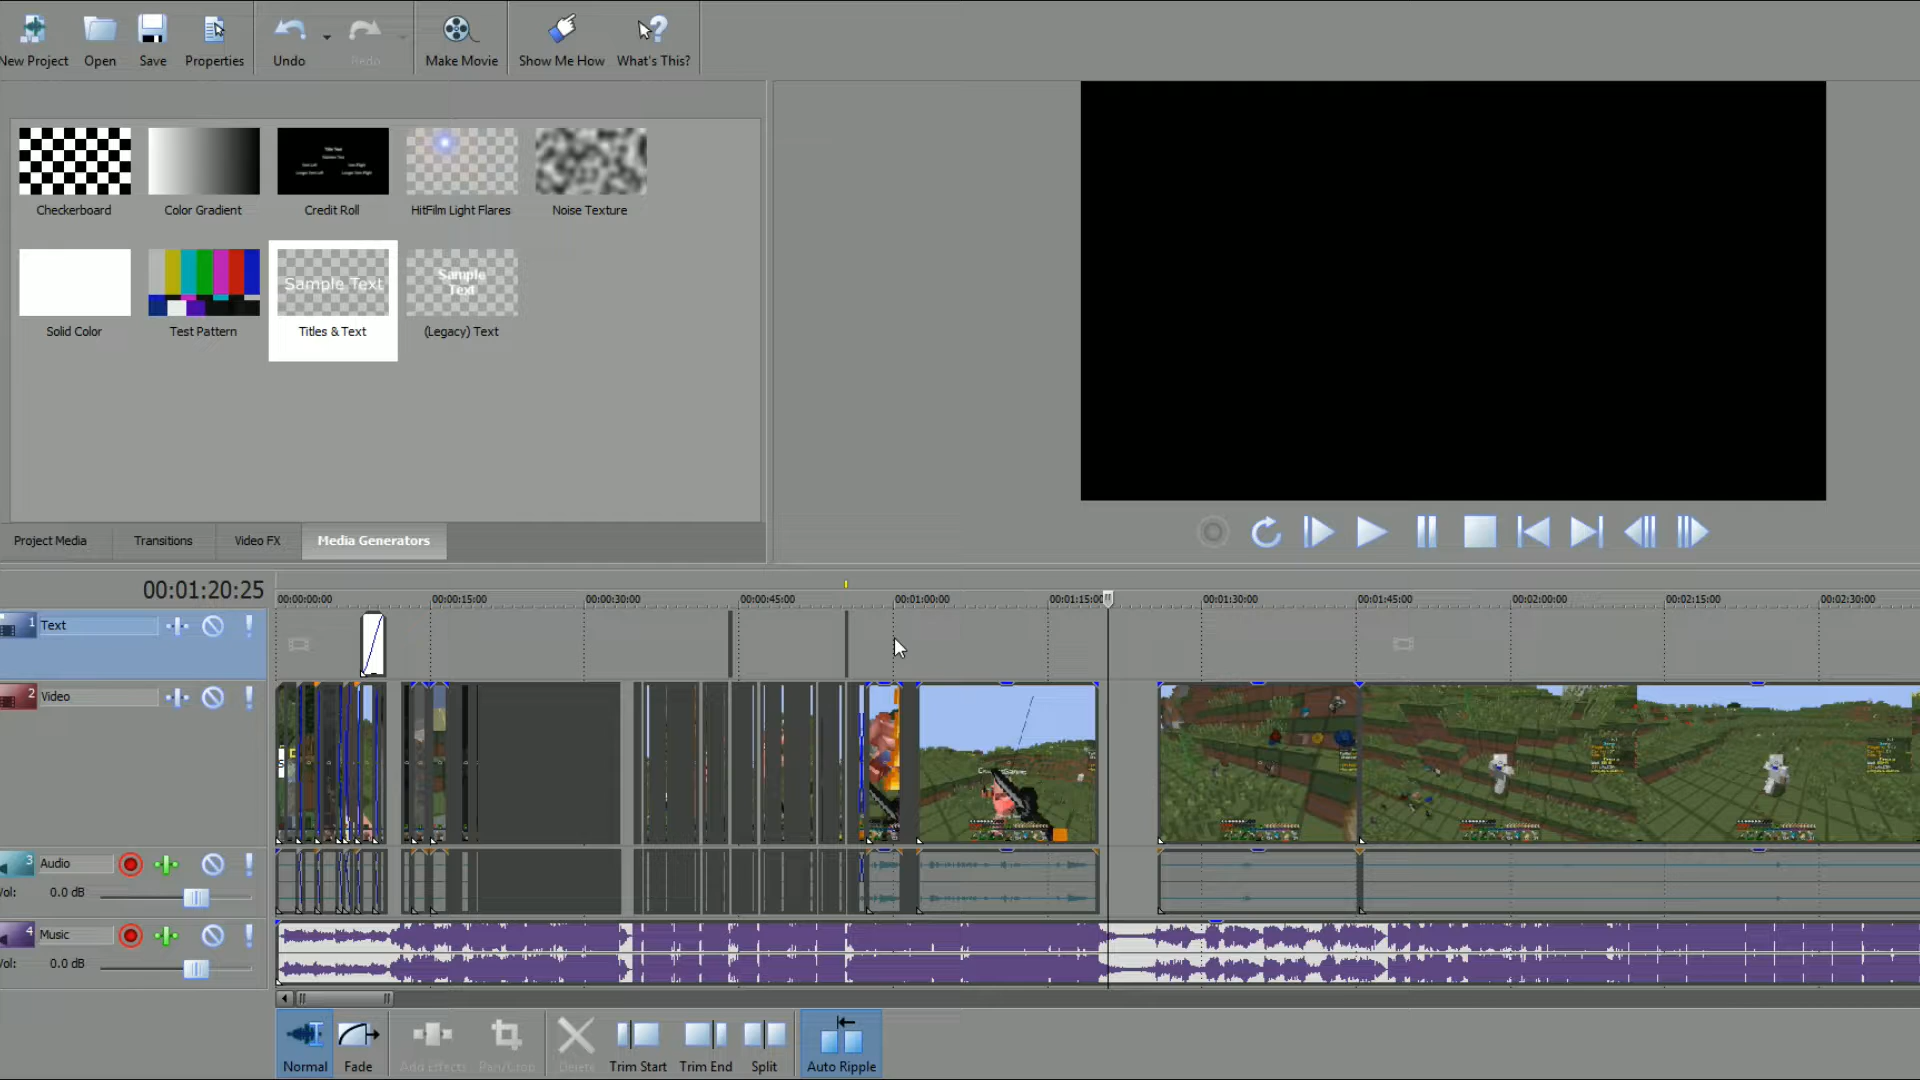 New Project
Open
Save
Properties
Undo
Redo
Make Movie
Show Me How
What's This?
Checkerboard
Color Gradient
Credit Roll
HitFilm Light Flares
Noise Texture
Sample Text
Sample
Text
Solid Color
Test Pattern
Titles & Text
(Legacy) Text
Project Media
Transitions
Video FX
Media Generators
00:01:20:25
00:00:00:00
00:00:15:00
00:00:30:00
00:00:45:00
00:01:00:00
00:01:15:00
00:01:30:00
00:01:45:00
00:02:00:00
00:02:15:00
00:02:30:00
1
Text
2
Video
3
Audio
Vol:
0.0 dB
4
Music
Vol:
0.0 dB
Normal
Fade
Add Effects
Pan/Crop
Delete
Trim Start
Trim End
Split
Auto Ripple